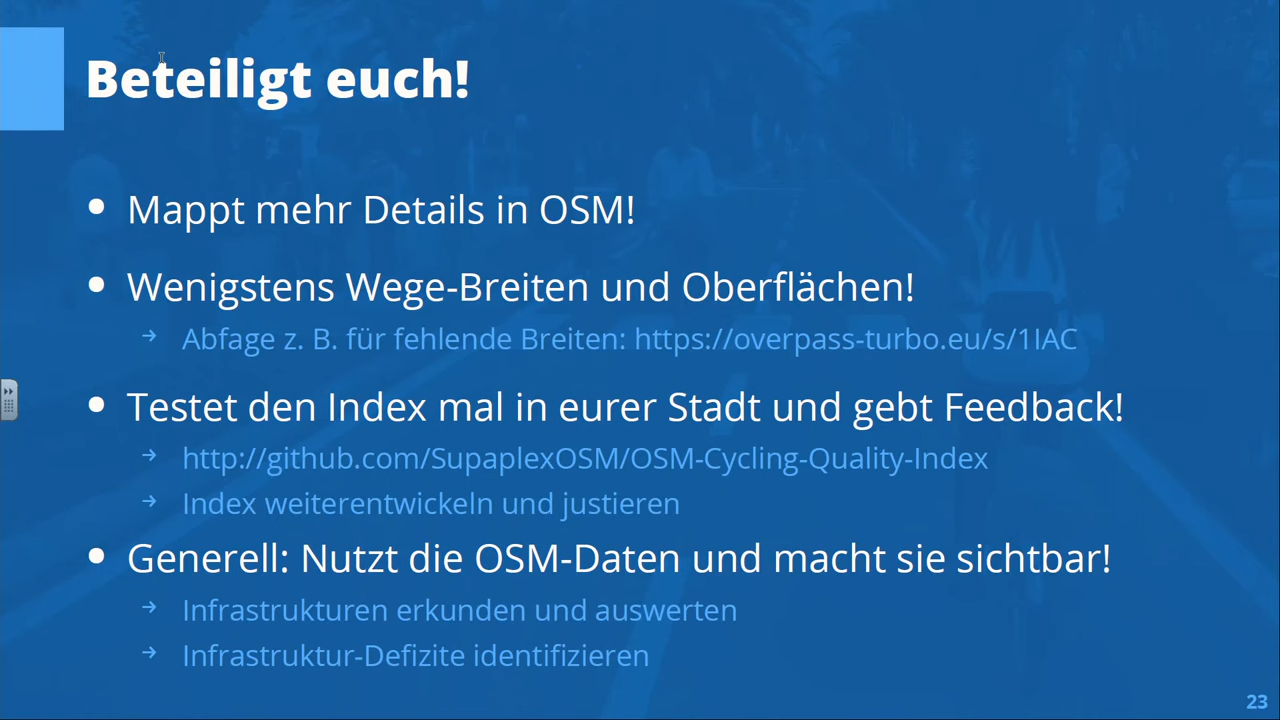 Beteiligt euch!
Mappt mehr Details in OSM!
Wenigstens Wege-Breiten und Oberflächen!
Abfage z. B. für fehlende Breiten: https://overpass-turbo.eu/s/1IAC
Testet den Index mal in eurer Stadt und gebt Feedback!
http://github.com/SupaplexOSM/OSM-Cycling-Quality-Index
Index weiterentwickeln und justieren
Generell: Nutzt die OSM-Daten und macht sie sichtbar!
Infrastrukturen erkunden und auswerten
Infrastruktur-Defizite identifizieren
23